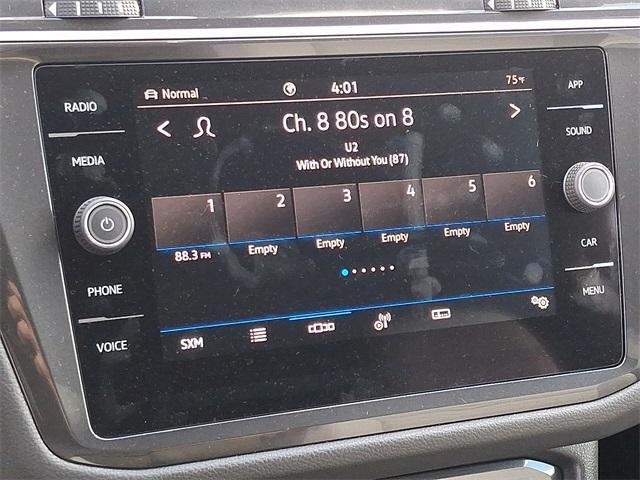 RADIO
MEDIA
PHONE
VOICE
Normal
4:01
75°F
Ch. 8 80s on 8
U2
With Or Without You (87)
1 2 3 4 5 6
88.3 FM Empty Empty Empty Empty Empty
SXM
APP
SOUND
CAR
MENU